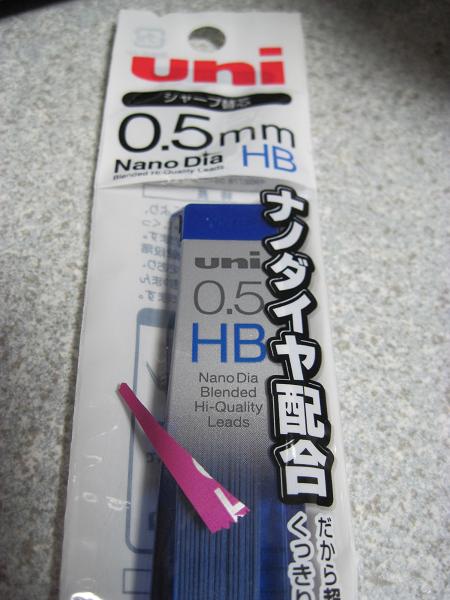 uni
シャープ替芯
0.5mm
HB
Nano Dia
Blended Hi-Quality Leads
ナノダイヤ配合
だから超
くっきり
uni
0.5
HB
Nano Dia
Blended
Hi-Quality
Leads